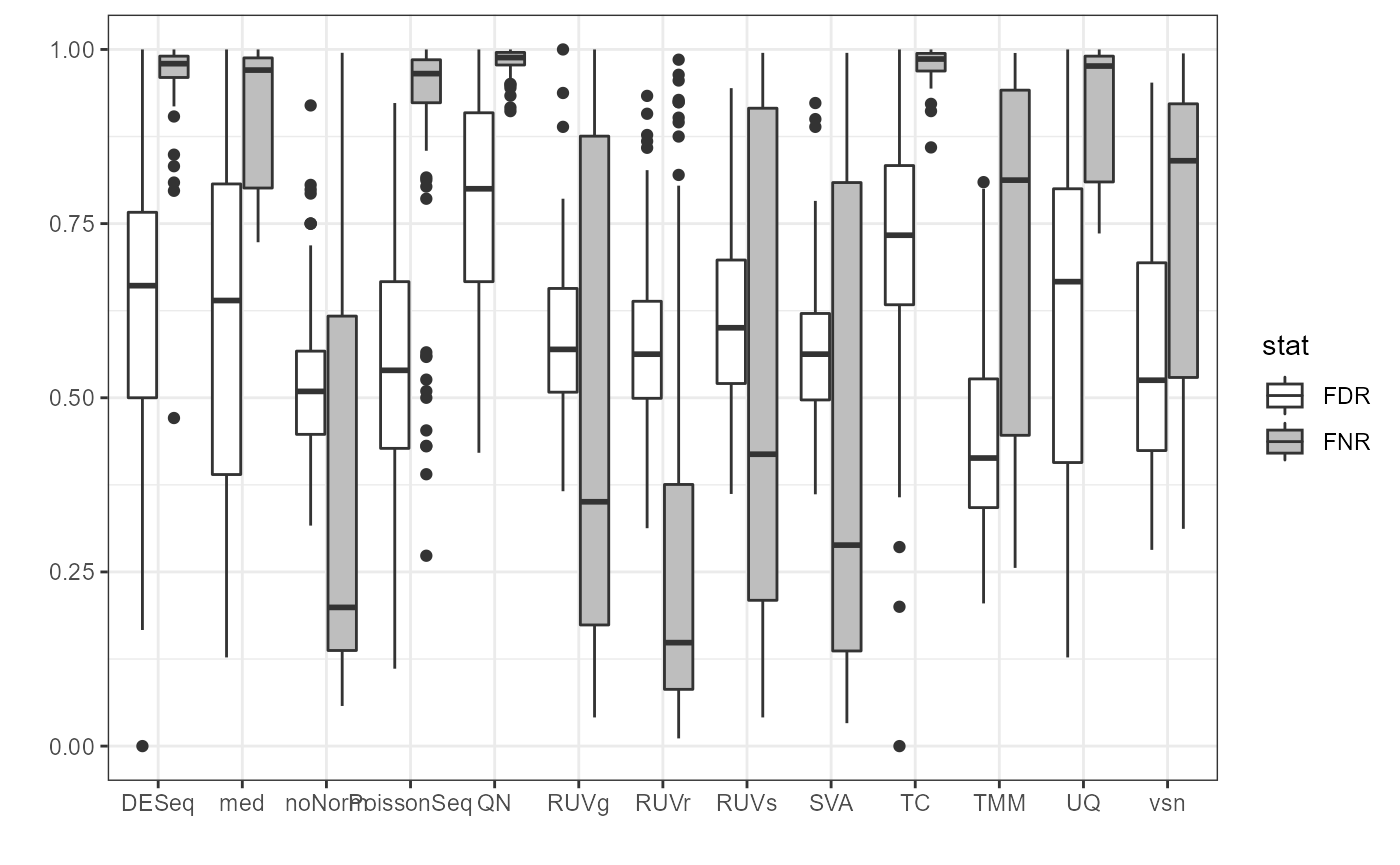 1.00
0.75
0.50
0.25
0.00
DESeq med noNorm PoissonSeq QN RUVg RUVr RUVs SVA TC TMM UQ vsn
stat
FDR
FNR